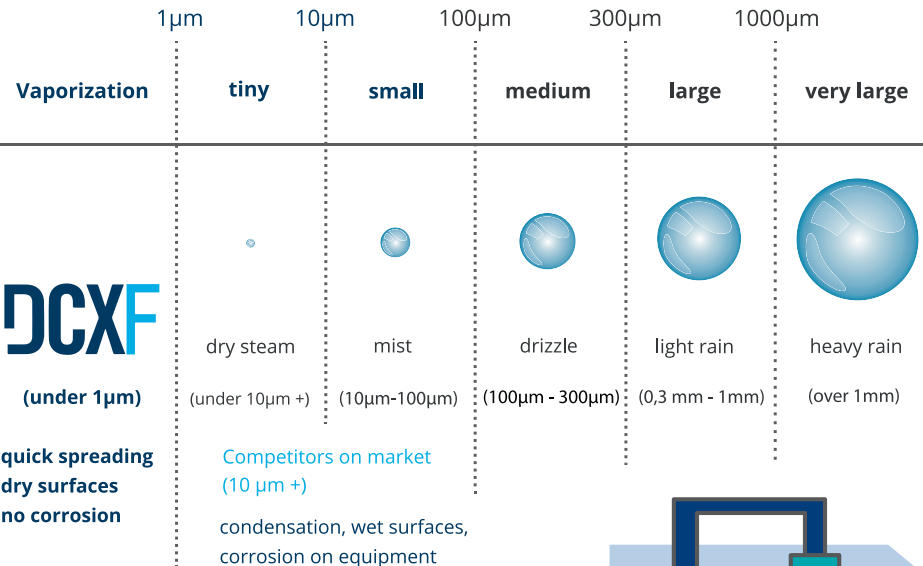 1µm 10µm 100µm 300µm 1000µm
Vaporization tiny small medium large very large
DCXF
dry steam mist drizzle light rain heavy rain
(under 1µm) (under 10µm +) (10µm-100µm) (100µm - 300µm) (0,3 mm - 1mm) (over 1mm)
quick spreading
dry surfaces
no corrosion
Competitors on market
(10 µm +)
condensation, wet surfaces,
corrosion on equipment